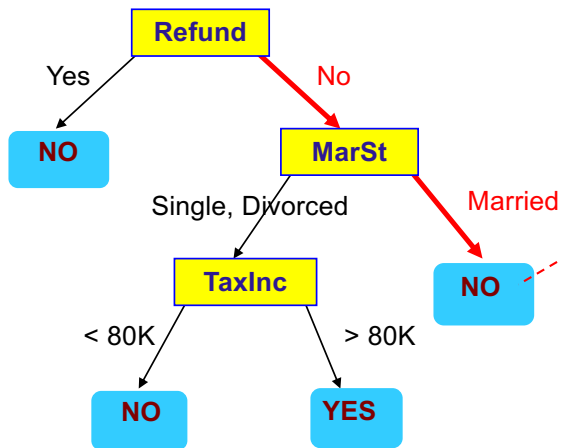 Refund
Yes
No
NO
MarSt
Single, Divorced
Married
TaxInc
NO
< 80K
> 80K
NO
YES